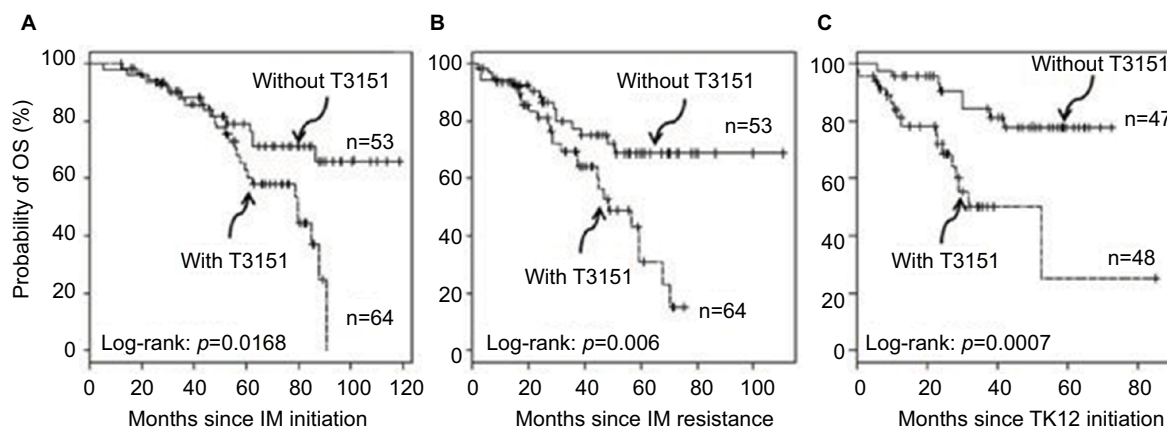 A
B
C
Probability of OS (%)
100
80
60
40
20
0
Without T3151
n=53
With T3151
n=64
Log-rank: p=0.0168
0 20 40 60 80 100 120
Months since IM initiation
100
80
60
40
20
0
Without T3151
n=53
With T3151
n=64
Log-rank: p=0.006
0 20 40 60 80 100
Months since IM resistance
100
80
60
40
20
0
Without T3151
n=47
With T3151
n=48
Log-rank: p=0.0007
0 20 40 60 80
Months since TK12 initiation